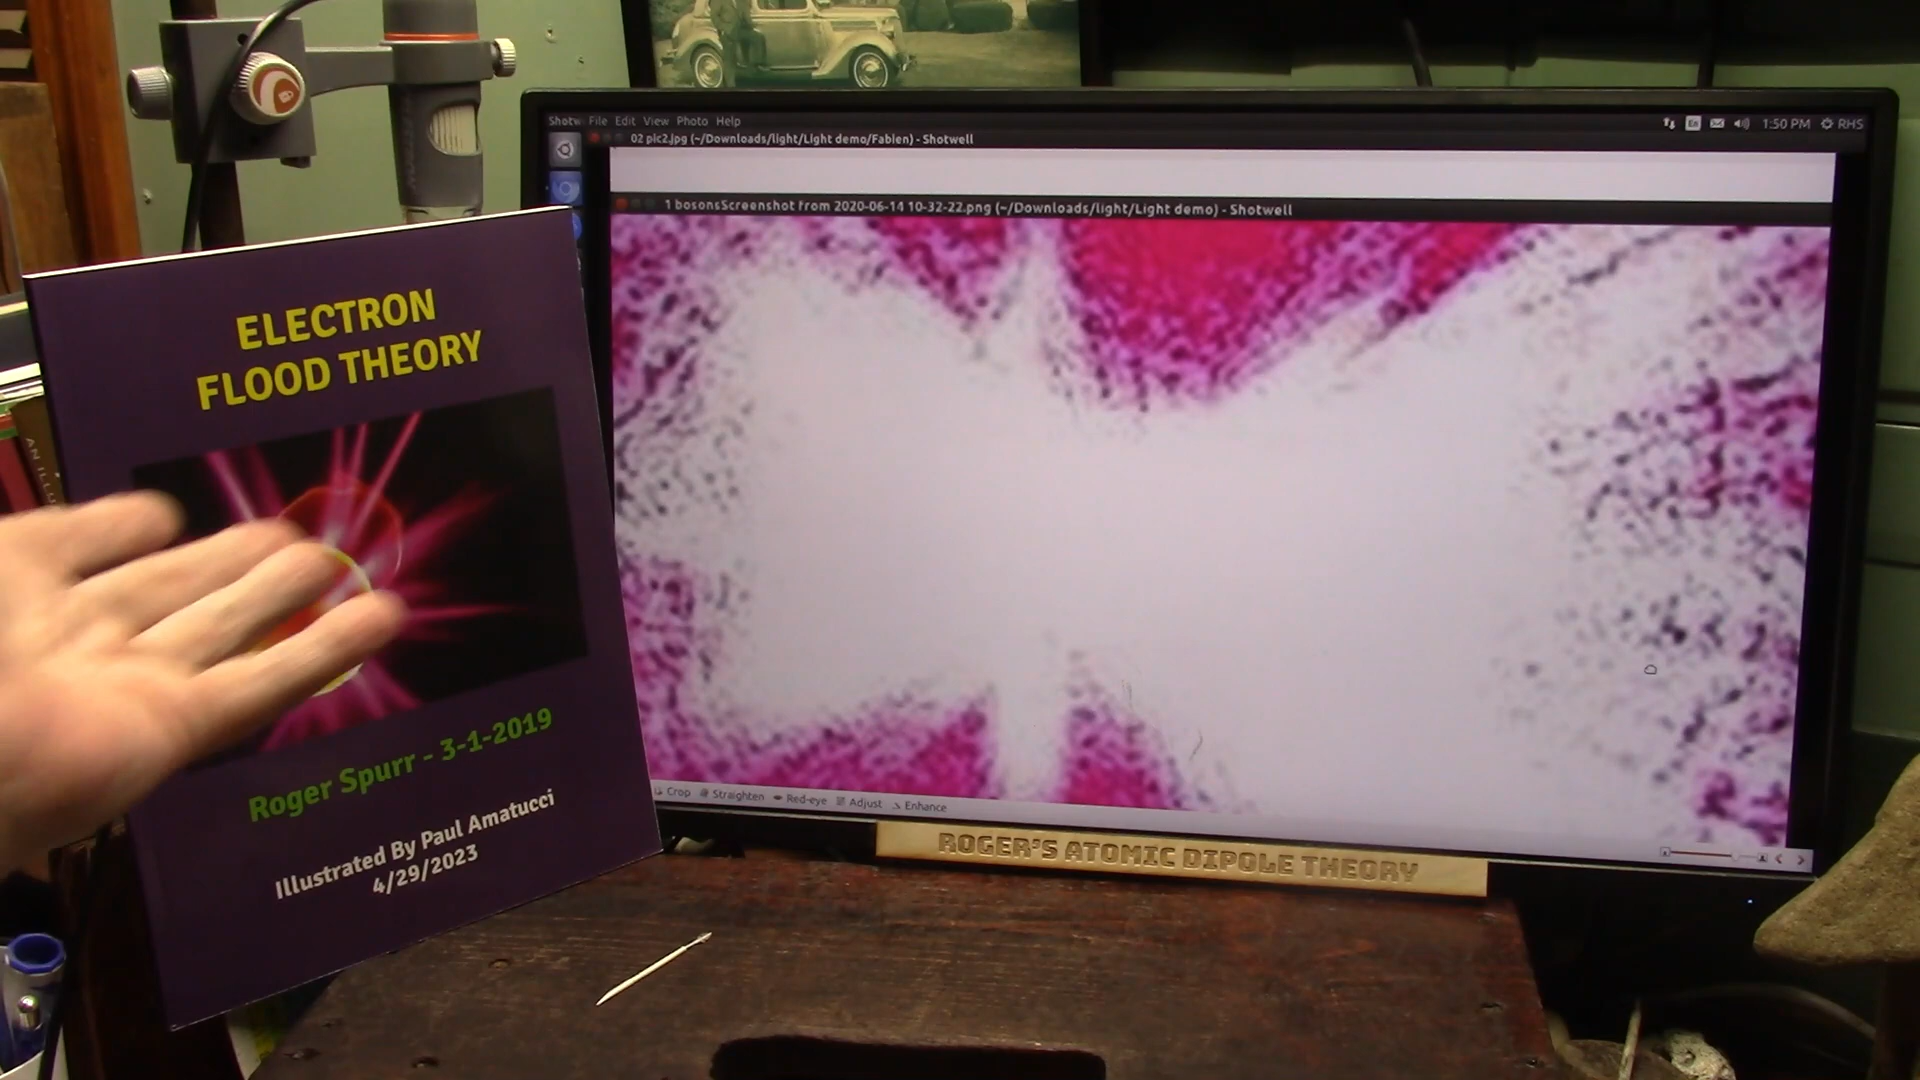 Shotw File Edit View Photo Help
En 1:50 PM RHS
02 pic2.jpg (~/Downloads/light/Light demo/Fabien) - Shotwell
1 bosonsScreenshot from 2020-06-14 10-32-22.png (~/Downloads/light/Light demo) - Shotwell
ELECTRON
FLOOD THEORY
Roger Spurr - 3-1-2019
Illustrated By Paul Amatucci
4/29/2023
Crop Straighten Red-eye Adjust Enhance
ROGER'S ATOMIC DIPOLE THEORY
AN ILLU